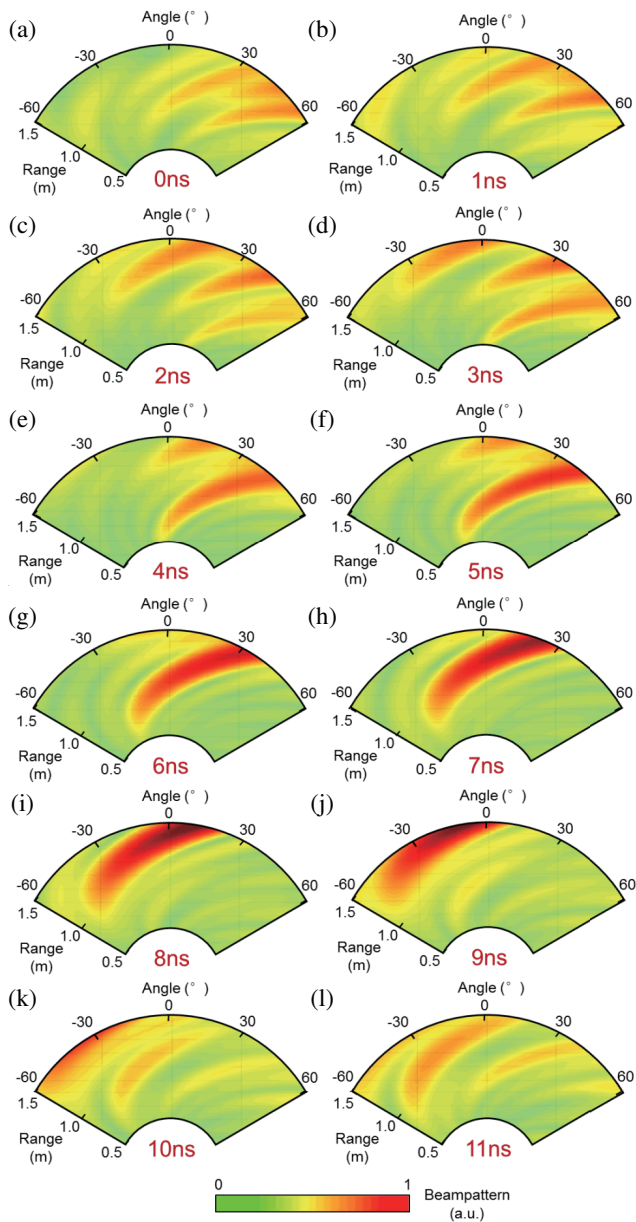 (a) Angle (°) (b) Angle (°)
0 0
-30 30 -30 30
-60 60 -60 60
1.5 1.5
Range 1.0 Range 1.0
(m) 0.5 0ns (m) 0.5 1ns
(c) Angle (°) (d) Angle (°)
0 0
-30 30 -30 30
-60 60 -60 60
1.5 1.5
Range 1.0 Range 1.0
(m) 0.5 2ns (m) 0.5 3ns
(e) Angle (°) (f) Angle (°)
0 0
-30 30 -30 30
-60 60 -60 60
1.5 1.5
Range 1.0 Range 1.0
(m) 0.5 4ns (m) 0.5 5ns
(g) Angle (°) (h) Angle (°)
0 0
-30 30 -30 30
-60 60 -60 60
1.5 1.5
Range 1.0 Range 1.0
(m) 0.5 6ns (m) 0.5 7ns
(i) Angle (°) (j) Angle (°)
0 0
-30 30 -30 30
-60 60 -60 60
1.5 1.5
Range 1.0 Range 1.0
(m) 0.5 8ns (m) 0.5 9ns
(k) Angle (°) (l) Angle (°)
0 0
-30 30 -30 30
-60 60 -60 60
1.5 1.5
Range 1.0 Range 1.0
(m) 0.5 10ns (m) 0.5 11ns
0 1 Beampattern
(a.u.)